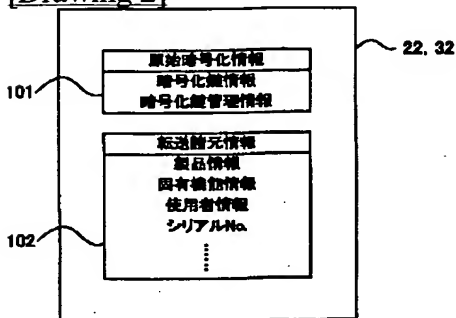 [Drawing 2]
22, 32
原始暗号化情報
101
暗号化鍵情報
暗号化鍵管理情報
転送諸元情報
製品情報
固有機能情報
使用者情報
シリアルNo.
102